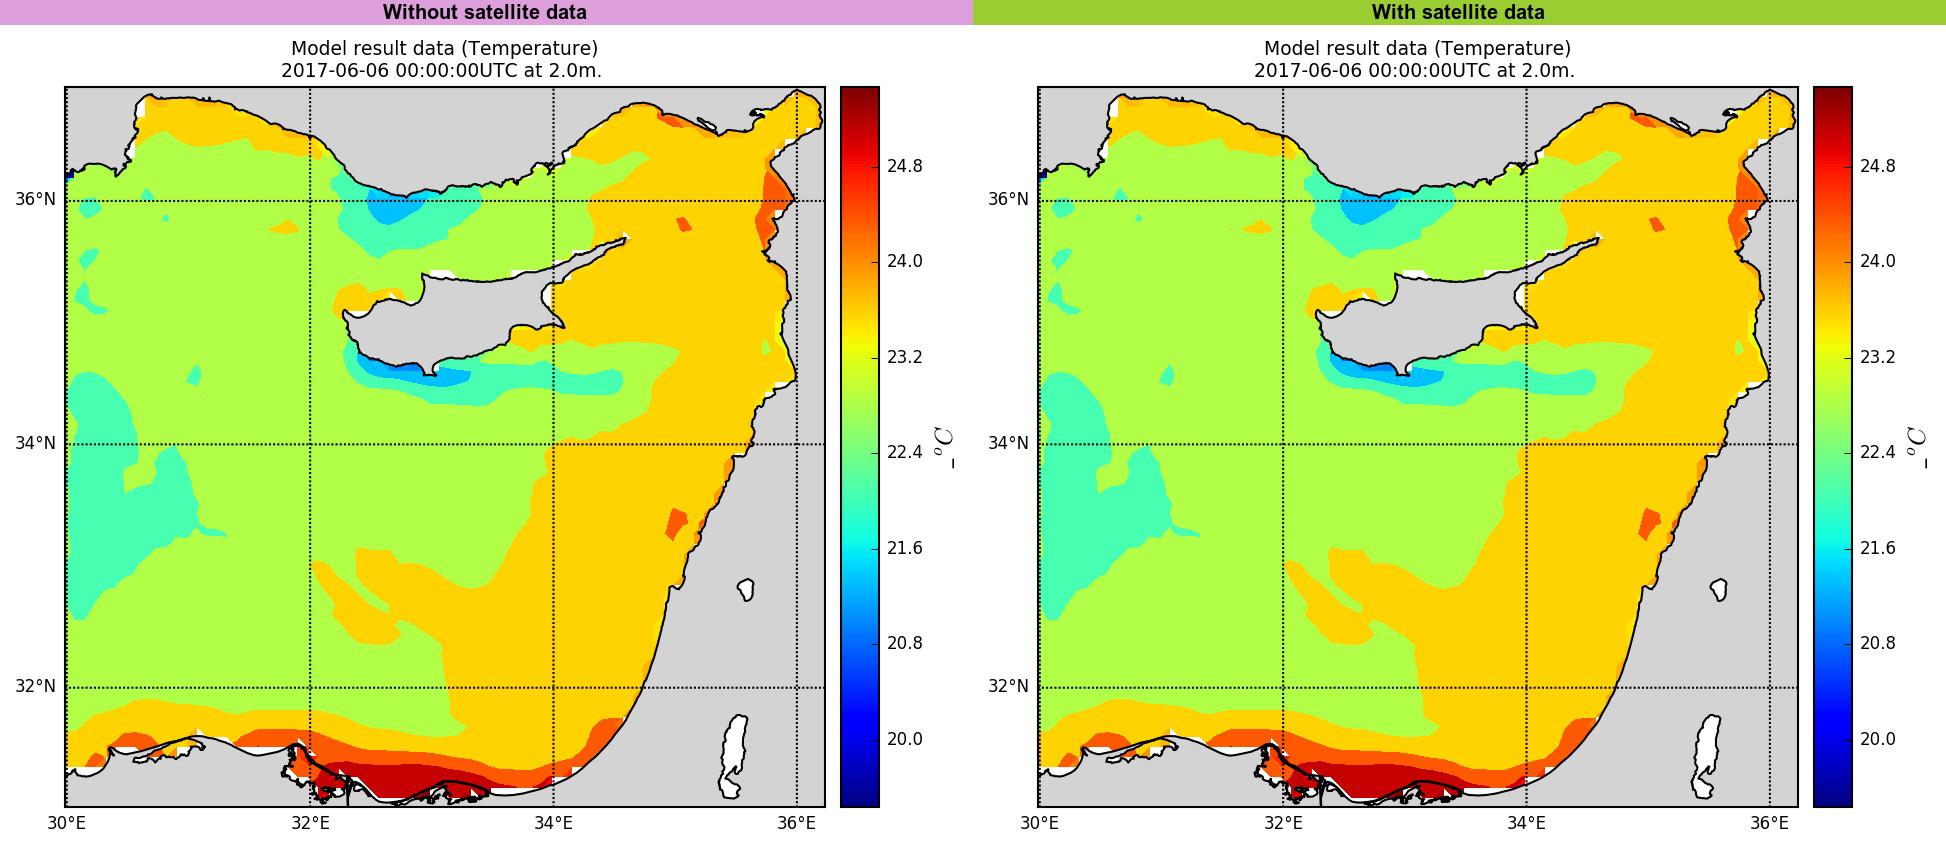 Without satellite data
With satellite data
Model result data (Temperature)
2017-06-06 00:00:00UTC at 2.0m.
36°N
34°N
32°N
30°E
32°E
34°E
36°E
24.8
24.0
23.2
22.4
21.6
20.8
20.0
_°C
Model result data (Temperature)
2017-06-06 00:00:00UTC at 2.0m.
36°N
34°N
32°N
30°E
32°E
34°E
36°E
24.8
24.0
23.2
22.4
21.6
20.8
20.0
_°C